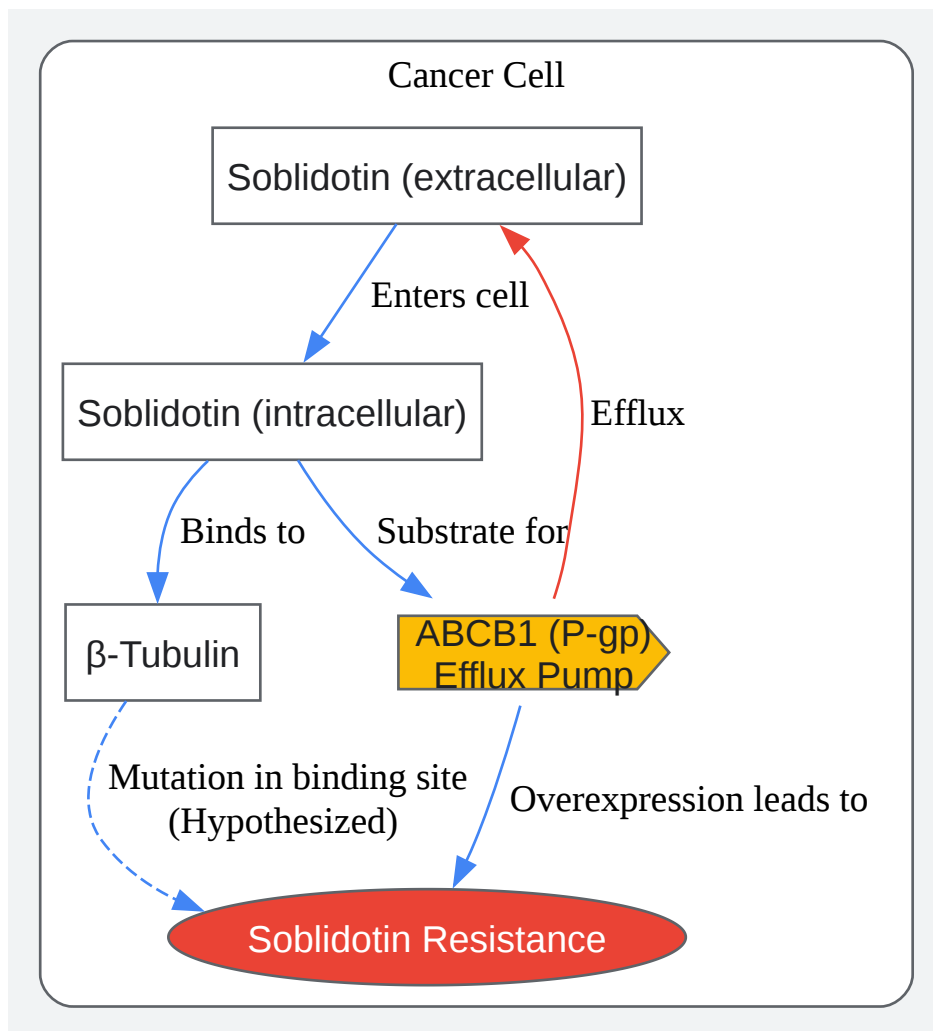 Cancer Cell
Soblidotin (extracellular)
Enters cell
Soblidotin (intracellular)
Efflux
Binds to
Substrate for
β-Tubulin
ABCB1 (P-gp)
Efflux Pump
Mutation in binding site
(Hypothesized)
Overexpression leads to
Soblidotin Resistance